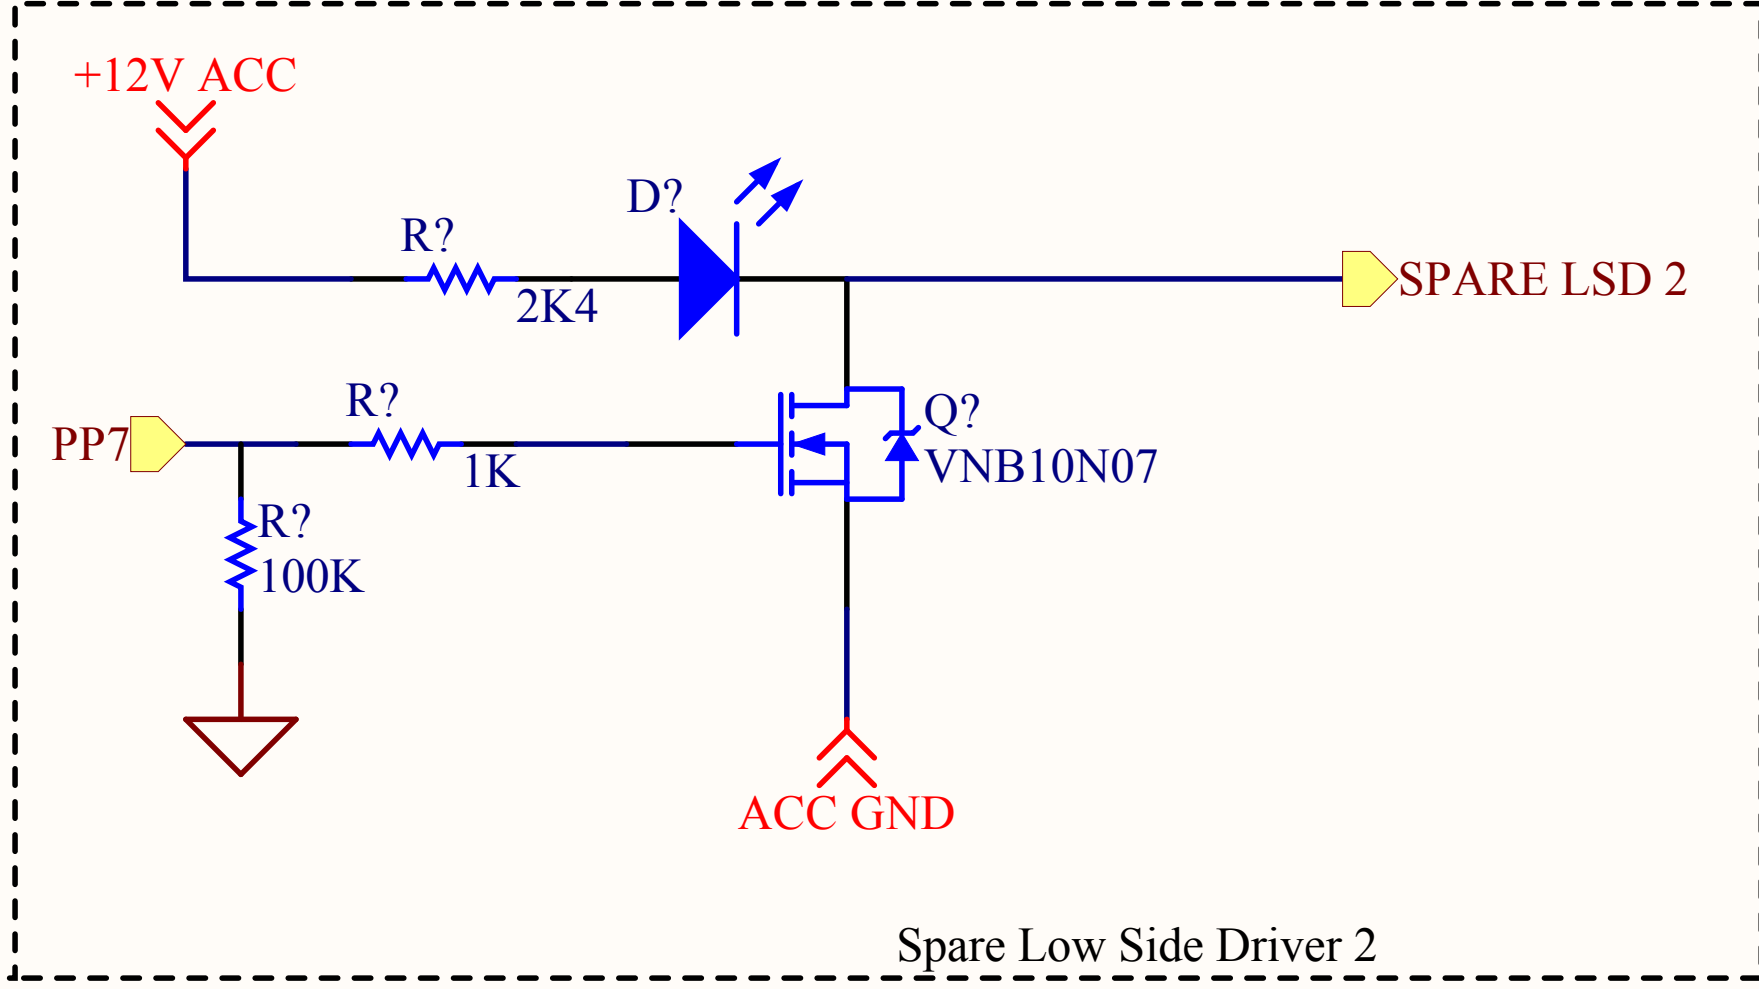 +12V ACC
D?
R?
2K4
SPARE LSD 2
R?
1K
PP7
Q?
VNB10N07
R?
100K
ACC GND
Spare Low Side Driver 2